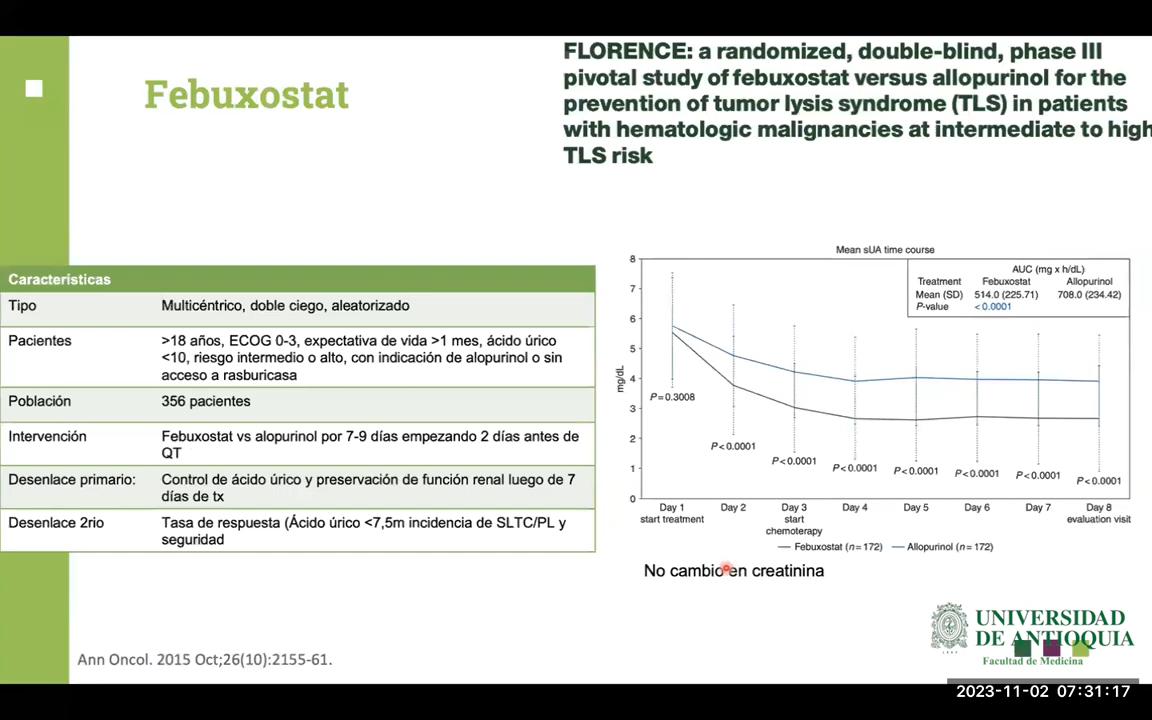 Febuxostat
FLORENCE: a randomized, double-blind, phase III
pivotal study of febuxostat versus allopurinol for the
prevention of tumor lysis syndrome (TLS) in patients
with hematologic malignancies at intermediate to high
TLS risk
Características
Tipo Multicéntrico, doble ciego, aleatorizado
Pacientes >18 años, ECOG 0-3, expectativa de vida >1 mes, ácido úrico
<10, riesgo intermedio o alto, con indicación de alopurinol o sin
acceso a rasburicasa
Población 356 pacientes
Intervención Febuxostat vs alopurinol por 7-9 días empezando 2 días antes de
QT
Desenlace primario: Control de ácido úrico y preservación de función renal luego de 7
días de tx
Desenlace 2rio Tasa de respuesta (Ácido úrico <7,5m incidencia de SLTC/PL y
seguridad
Mean sUA time course
AUC (mg x h/dL)
Treatment Febuxostat Allopurinol
Mean (SD) 514.0 (225.71) 708.0 (234.42)
P-value <0.0001
mg/dL
8
7
6
5
4
3
2
1
0
P=0.3008
P<0.0001
P<0.0001
P<0.0001
P<0.0001
P<0.0001
P<0.0001
P<0.0001
Day 1 Day 2 Day 3 Day 4 Day 5 Day 6 Day 7 Day 8
start treatment start evaluation visit
chemoterapy
Febuxostat (n=172) Allopurinol (n=172)
No cambio en creatinina
Ann Oncol. 2015 Oct;26(10):2155-61.
UNIVERSIDAD
DE ANTIOQUIA
Facultad de Medicina
2023-11-02 07:31:17